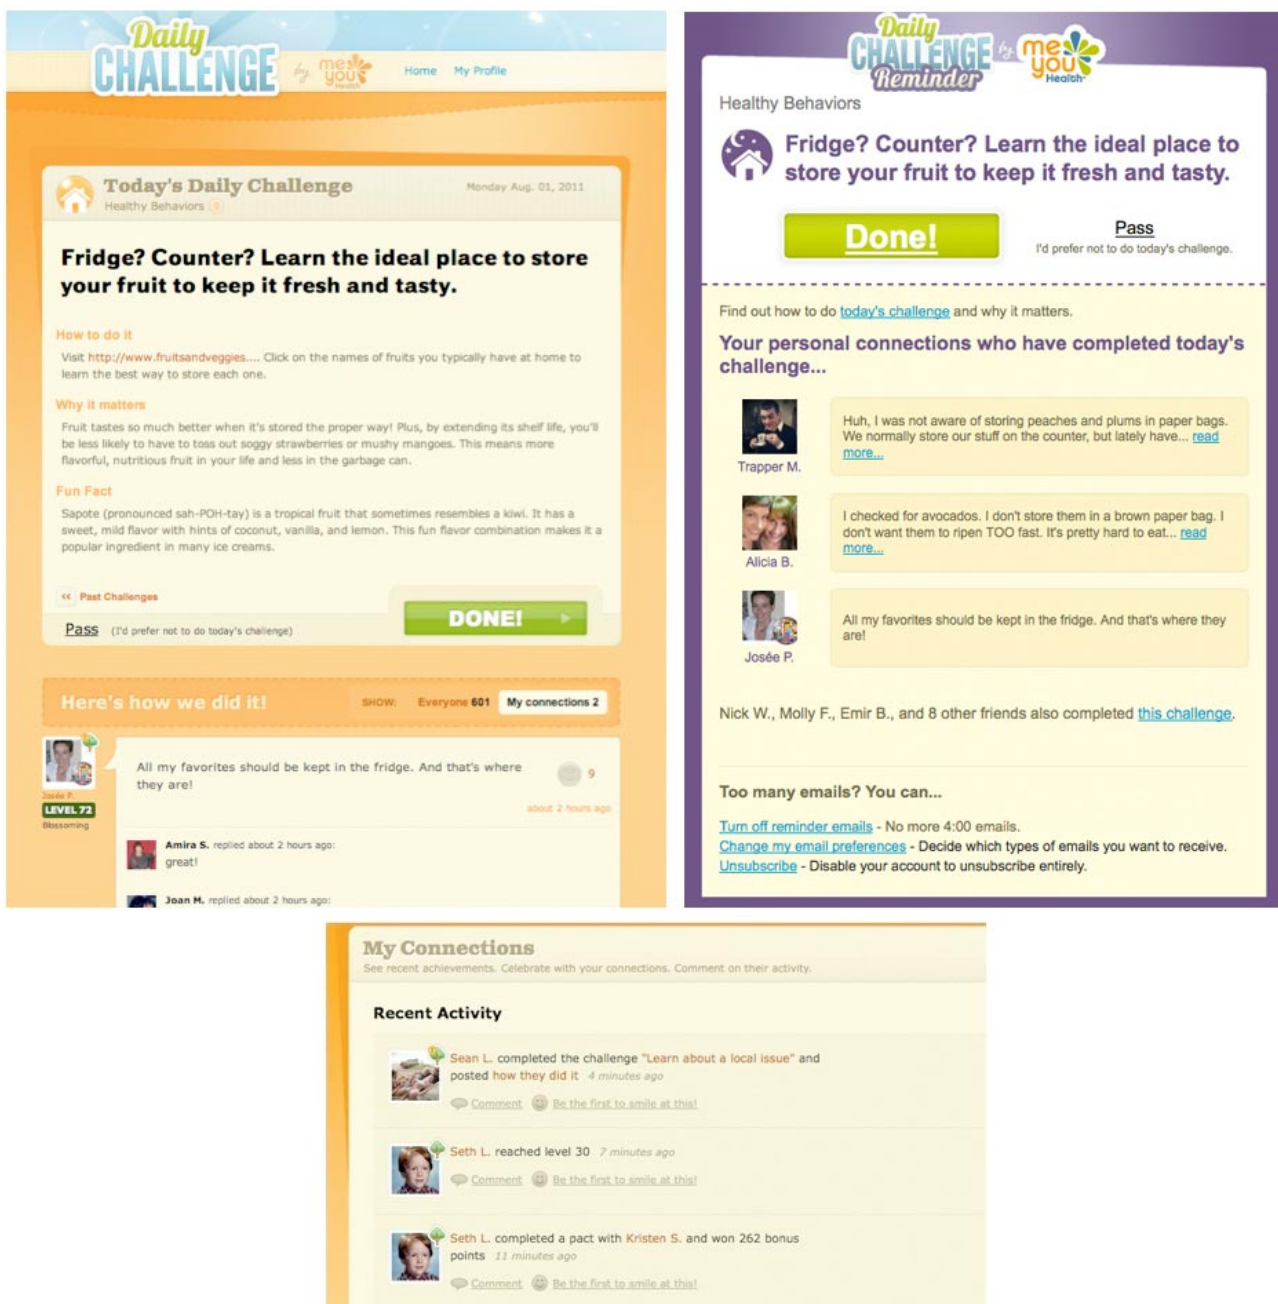 Daily
CHALLENGE
by me you Health
Home My Profile
Today's Daily Challenge
Monday Aug. 01, 2011
Healthy Behaviors
Fridge? Counter? Learn the ideal place to store
your fruit to keep it fresh and tasty.
How to do it
Visit http://www.fruitsandveggies.... Click on the names of fruits you typically have at home to
learn the best way to store each one.
Why it matters
Fruit tastes so much better when it's stored the proper way! Plus, by extending its shelf life, you'll
be less likely to have to toss out soggy strawberries or mushy mangoes. This means more
flavorful, nutritious fruit in your life and less in the garbage can.
Fun Fact
Sapote (pronounced sah-POH-tay) is a tropical fruit that sometimes resembles a kiwi. It has a
sweet, mild flavor with hints of coconut, vanilla, and lemon. This fun flavor combination makes it a
popular ingredient in many ice creams.
<< Past Challenges
Pass (I'd prefer not to do today's challenge)
DONE!
Here's how we did it!
SHOW: Everyone 601 My connections 2
All my favorites should be kept in the fridge. And that's where
they are!
9
about 2 hours ago
Josée P.
LEVEL 72
Blossoming
Amira S. replied about 2 hours ago:
great!
Joan M. replied about 2 hours ago:
Daily
CHALLENGE
Reminder
by me you Health
Healthy Behaviors
Fridge? Counter? Learn the ideal place to
store your fruit to keep it fresh and tasty.
Done!
Pass
I'd prefer not to do today's challenge.
Find out how to do today's challenge and why it matters.
Your personal connections who have completed today's
challenge...
Huh, I was not aware of storing peaches and plums in paper bags.
We normally store our stuff on the counter, but lately have... read
more...
Trapper M.
I checked for avocados. I don't store them in a brown paper bag. I
don't want them to ripen TOO fast. It's pretty hard to eat... read
more...
Alicia B.
All my favorites should be kept in the fridge. And that's where they
are!
Josée P.
Nick W., Molly F., Emir B., and 8 other friends also completed this challenge.
Too many emails? You can...
Turn off reminder emails - No more 4:00 emails.
Change my email preferences - Decide which types of emails you want to receive.
Unsubscribe - Disable your account to unsubscribe entirely.
My Connections
See recent achievements. Celebrate with your connections. Comment on their activity.
Recent Activity
Sean L. completed the challenge "Learn about a local issue" and
posted how they did it 4 minutes ago
Comment Be the first to smile at this!
Seth L. reached level 30 7 minutes ago
Comment Be the first to smile at this!
Seth L. completed a pact with Kristen S. and won 262 bonus
points 11 minutes ago
Comment Be the first to smile at this!